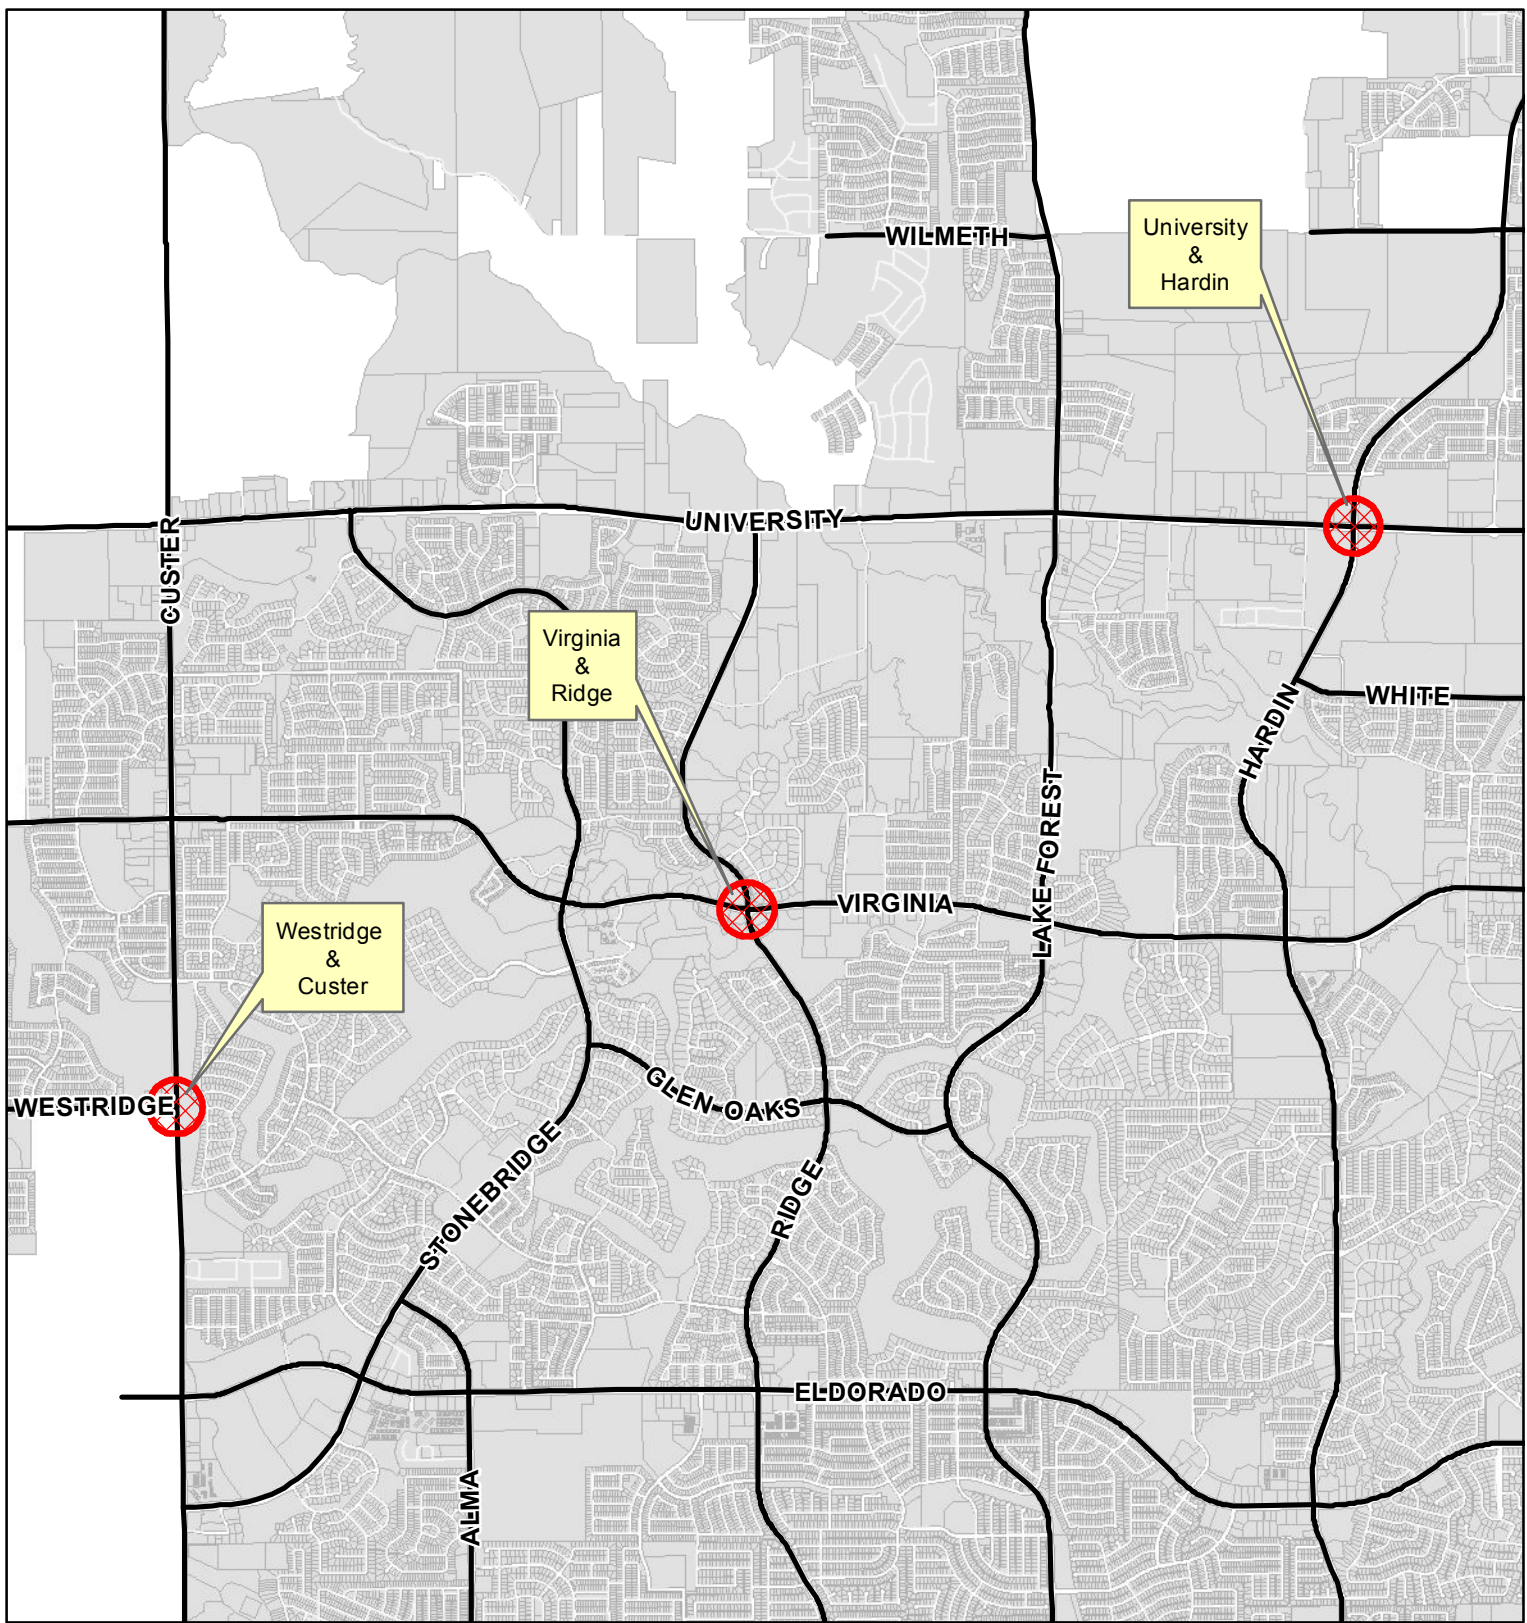 WILMETH
University
&
Hardin
UNIVERSITY
CUSTER
Virginia
&
Ridge
WHITE
HARDIN
LAKE FOREST
VIRGINIA
Westridge
&
Custer
WESTRIDGE
GLEN OAKS
STONEBRIDGE
RIDGE
ELDORADO
ALMA